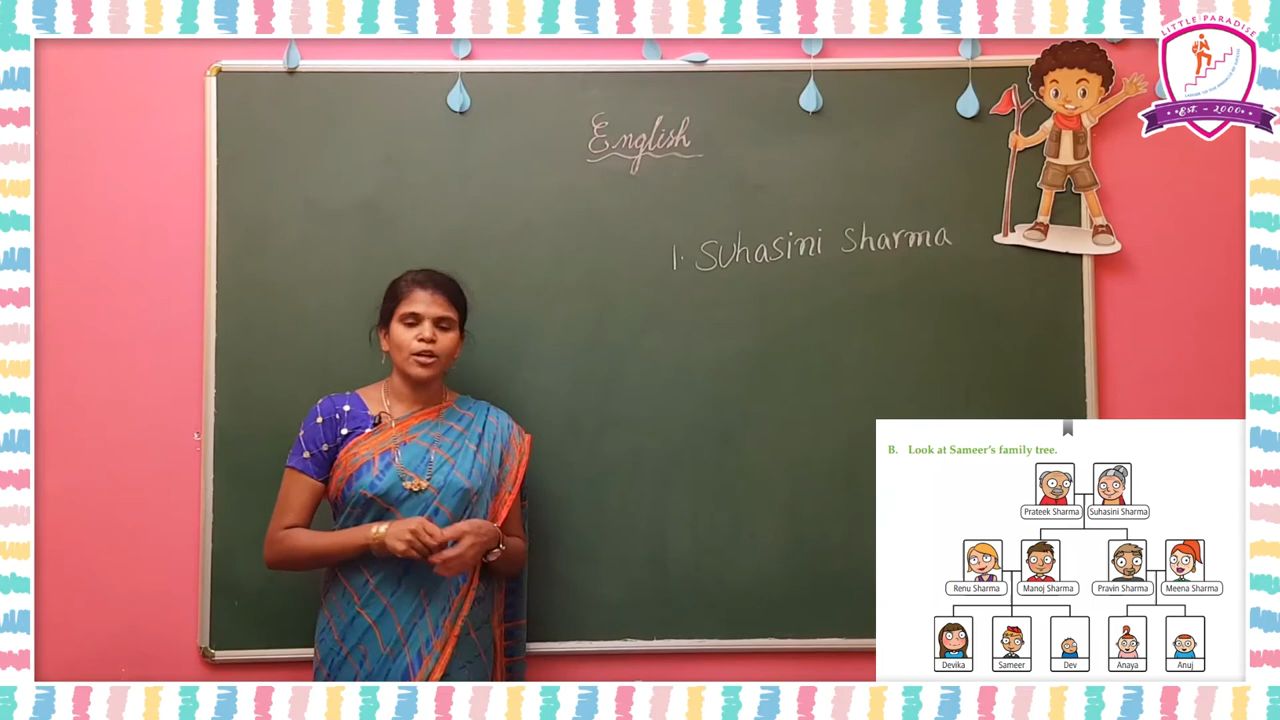 English
1. Suhasini Sharma
LITTLE PARADISE
Est. - 2000
B. Look at Sameer's family tree.
Prateek Sharma Suhasini Sharma
Renu Sharma Manoj Sharma Pravin Sharma Meena Sharma
Devika Sameer Dev Anaya Anuj